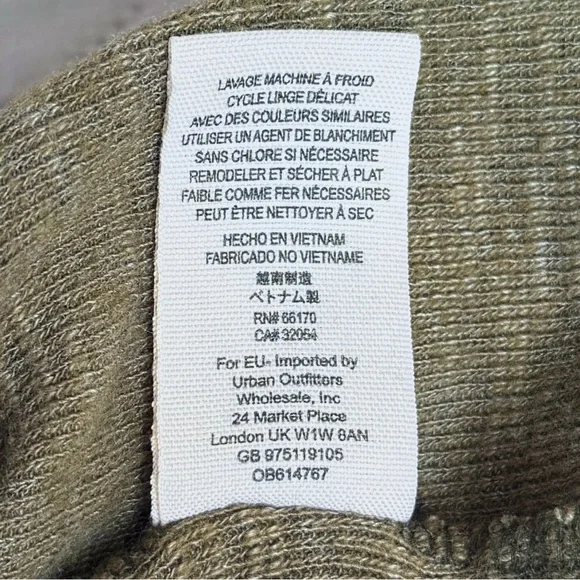 LAVAGE MACHINE À FROID
CYCLE LINGE DÉLICAT
AVEC DES COULEURS SIMILAIRES
UTILISER UN AGENT DE BLANCHIMENT
SANS CHLORE SI NÉCESSAIRE
REMODELER ET SÉCHER À PLAT
FAIBLE COMME FER NÉCESSAIRES
PEUT ÊTRE NETTOYER À SEC
HECHO EN VIETNAM
FABRICADO NO VIETNAME
越南制造
ベトナム製
RN# 66170
CA# 32054
For EU- Imported by
Urban Outfitters
Wholesale, Inc
24 Market Place
London UK W1W 8AN
GB 975119105
OB614767